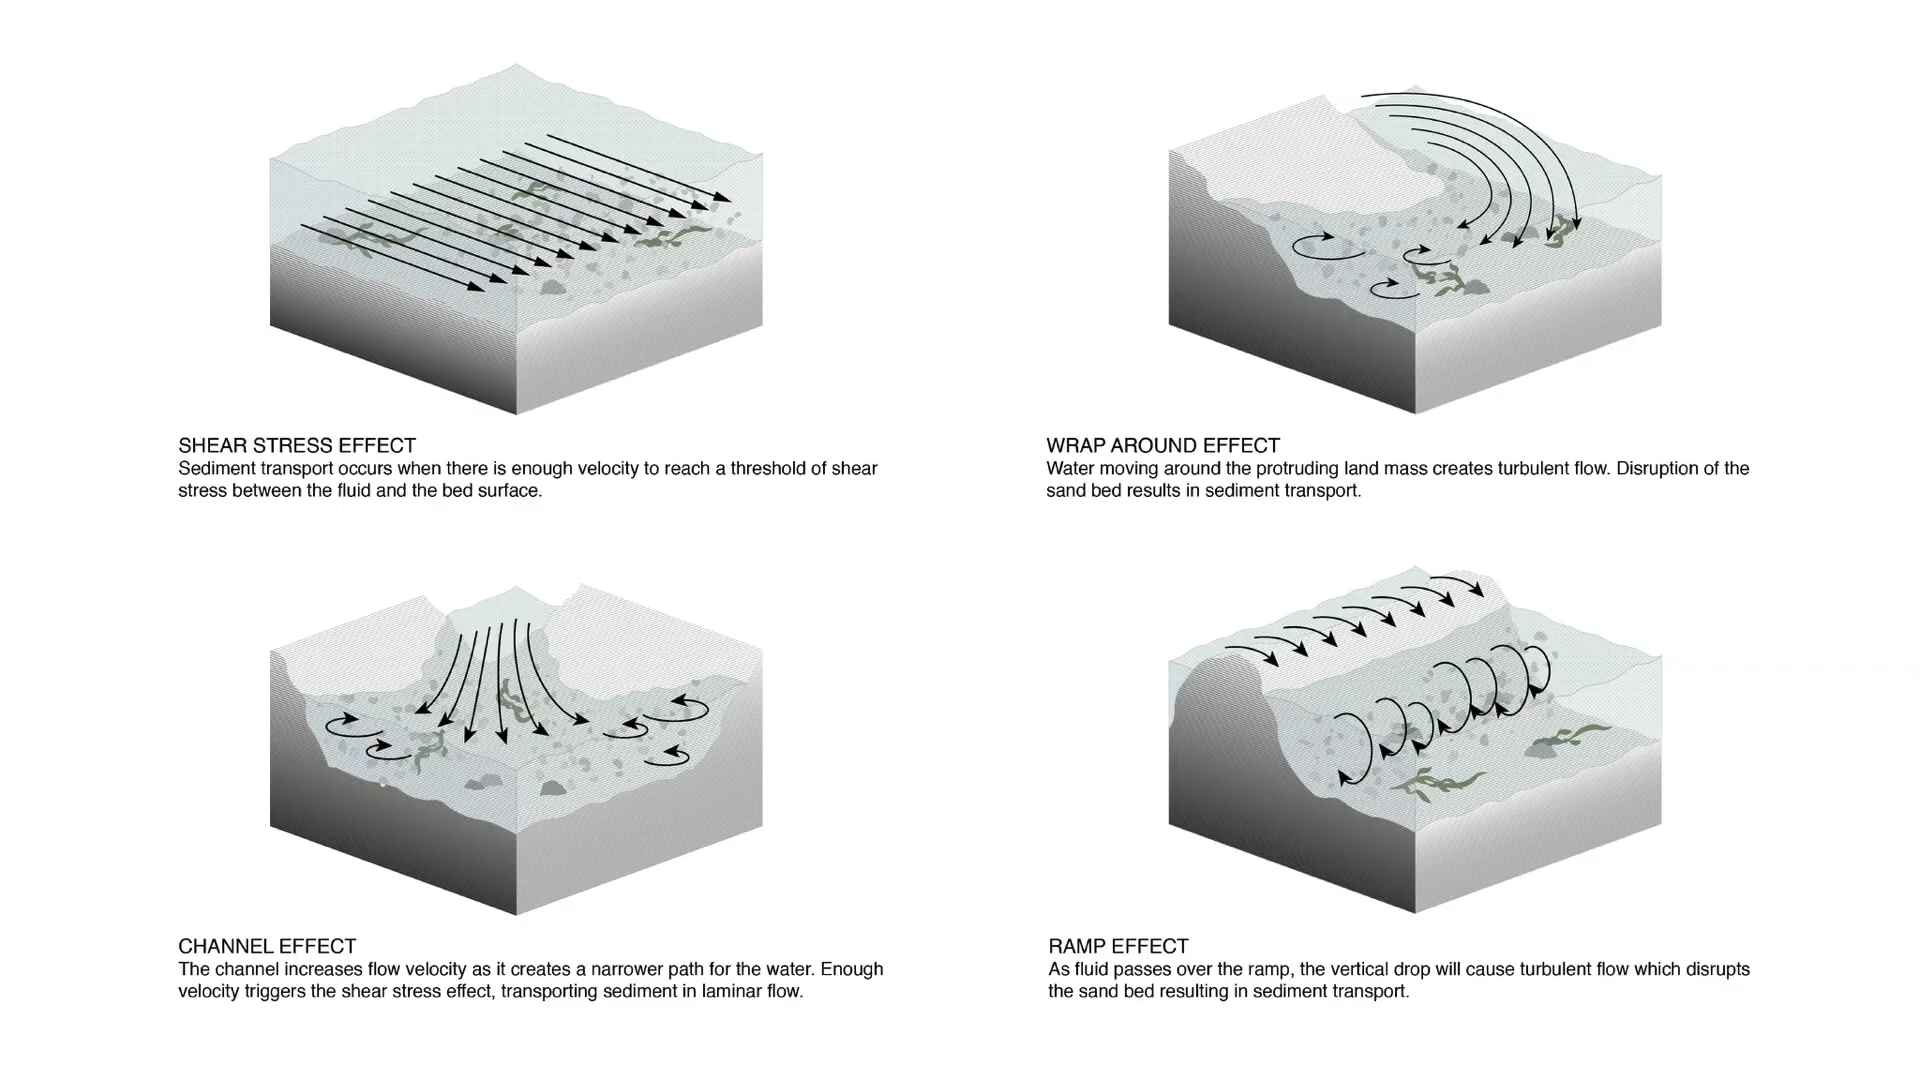 SHEAR STRESS EFFECT
Sediment transport occurs when there is enough velocity to reach a threshold of shear
stress between the fluid and the bed surface.
WRAP AROUND EFFECT
Water moving around the protruding land mass creates turbulent flow. Disruption of the
sand bed results in sediment transport.
CHANNEL EFFECT
The channel increases flow velocity as it creates a narrower path for the water. Enough
velocity triggers the shear stress effect, transporting sediment in laminar flow.
RAMP EFFECT
As fluid passes over the ramp, the vertical drop will cause turbulent flow which disrupts
the sand bed resulting in sediment transport.